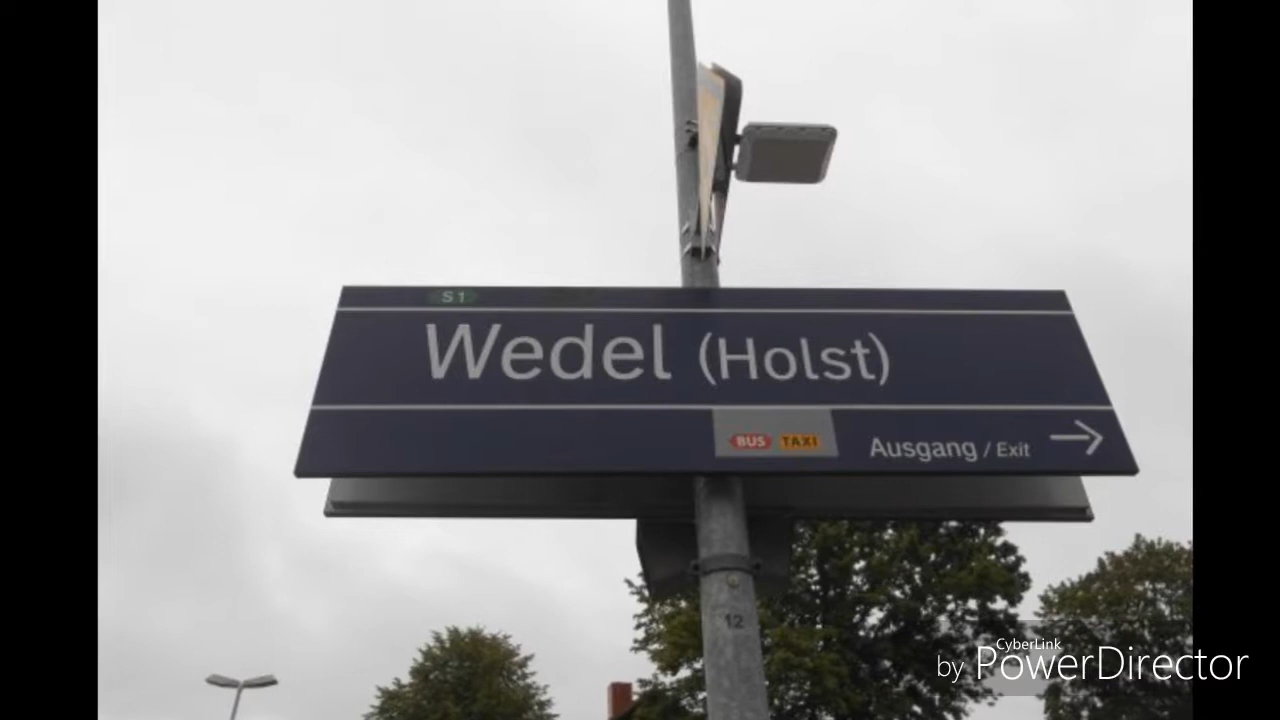 S1
Wedel (Holst)
BUS TAXI Ausgang / Exit
12
CyberLink
by PowerDirector